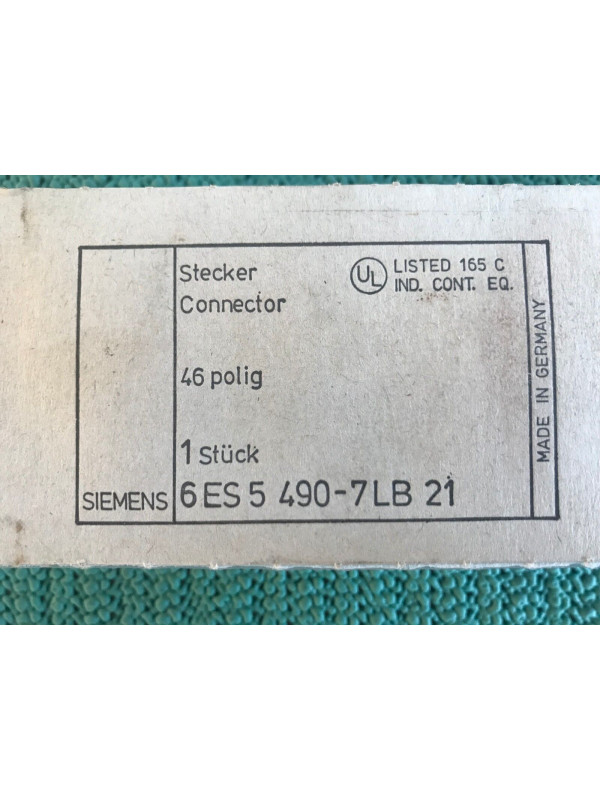 Stecker
Connector
UL
LISTED 165 C
IND. CONT. EQ.
46 polig
1 Stück
SIEMENS
6ES5 490-7LB 21
MADE IN GERMANY